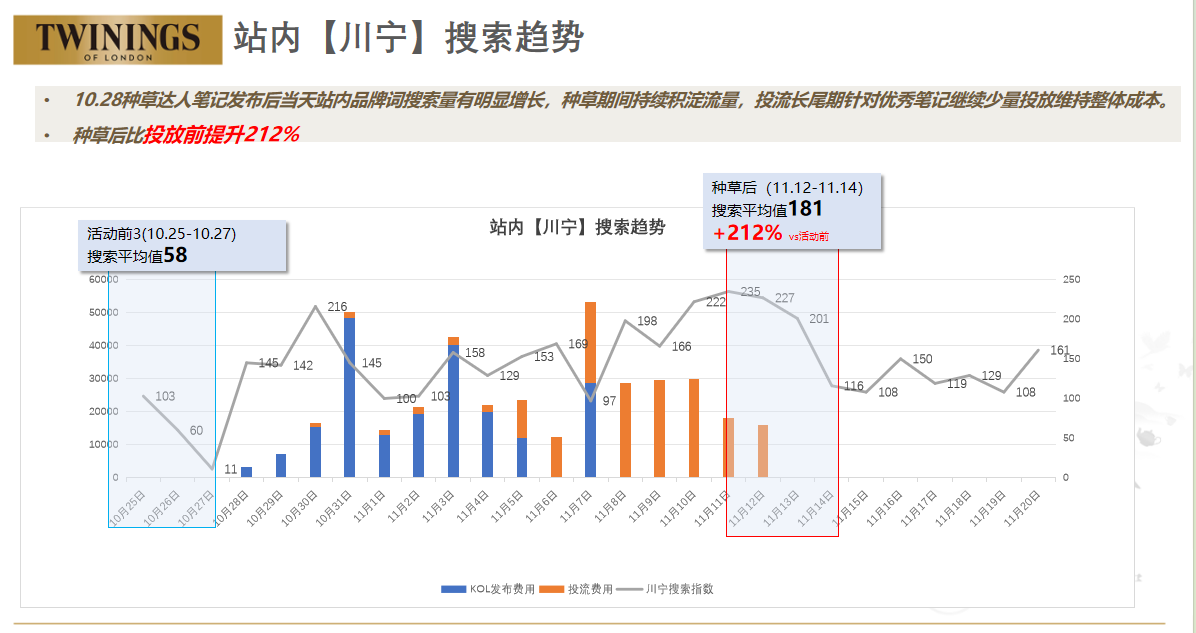 TWININGS
OF LONDON
站内【川宁】搜索趋势
• 10.28种草达人笔记发布后当天站内品牌词搜索量有明显增长，种草期间持续积淀流量，投流长尾期针对优秀笔记继续少量投放维持整体成本。
• 种草后比投放前提升212%
种草后（11.12-11.14）
搜索平均值181
+212% vs活动前
活动前3(10.25-10.27)
搜索平均值58
站内【川宁】搜索趋势
60000
50000
40000
30000
20000
10000
0
250
200
150
100
50
0
103
60
11
145
142
216
145
100
103
158
129
153
169
97
198
166
222
235
227
201
116
108
150
119
129
108
161
10月25日
10月26日
10月27日
10月28日
10月29日
10月30日
10月31日
11月1日
11月2日
11月3日
11月4日
11月5日
11月6日
11月7日
11月8日
11月9日
11月10日
11月11日
11月12日
11月13日
11月14日
11月15日
11月16日
11月17日
11月18日
11月19日
11月20日
KOL发布费用 投流费用 川宁搜索指数